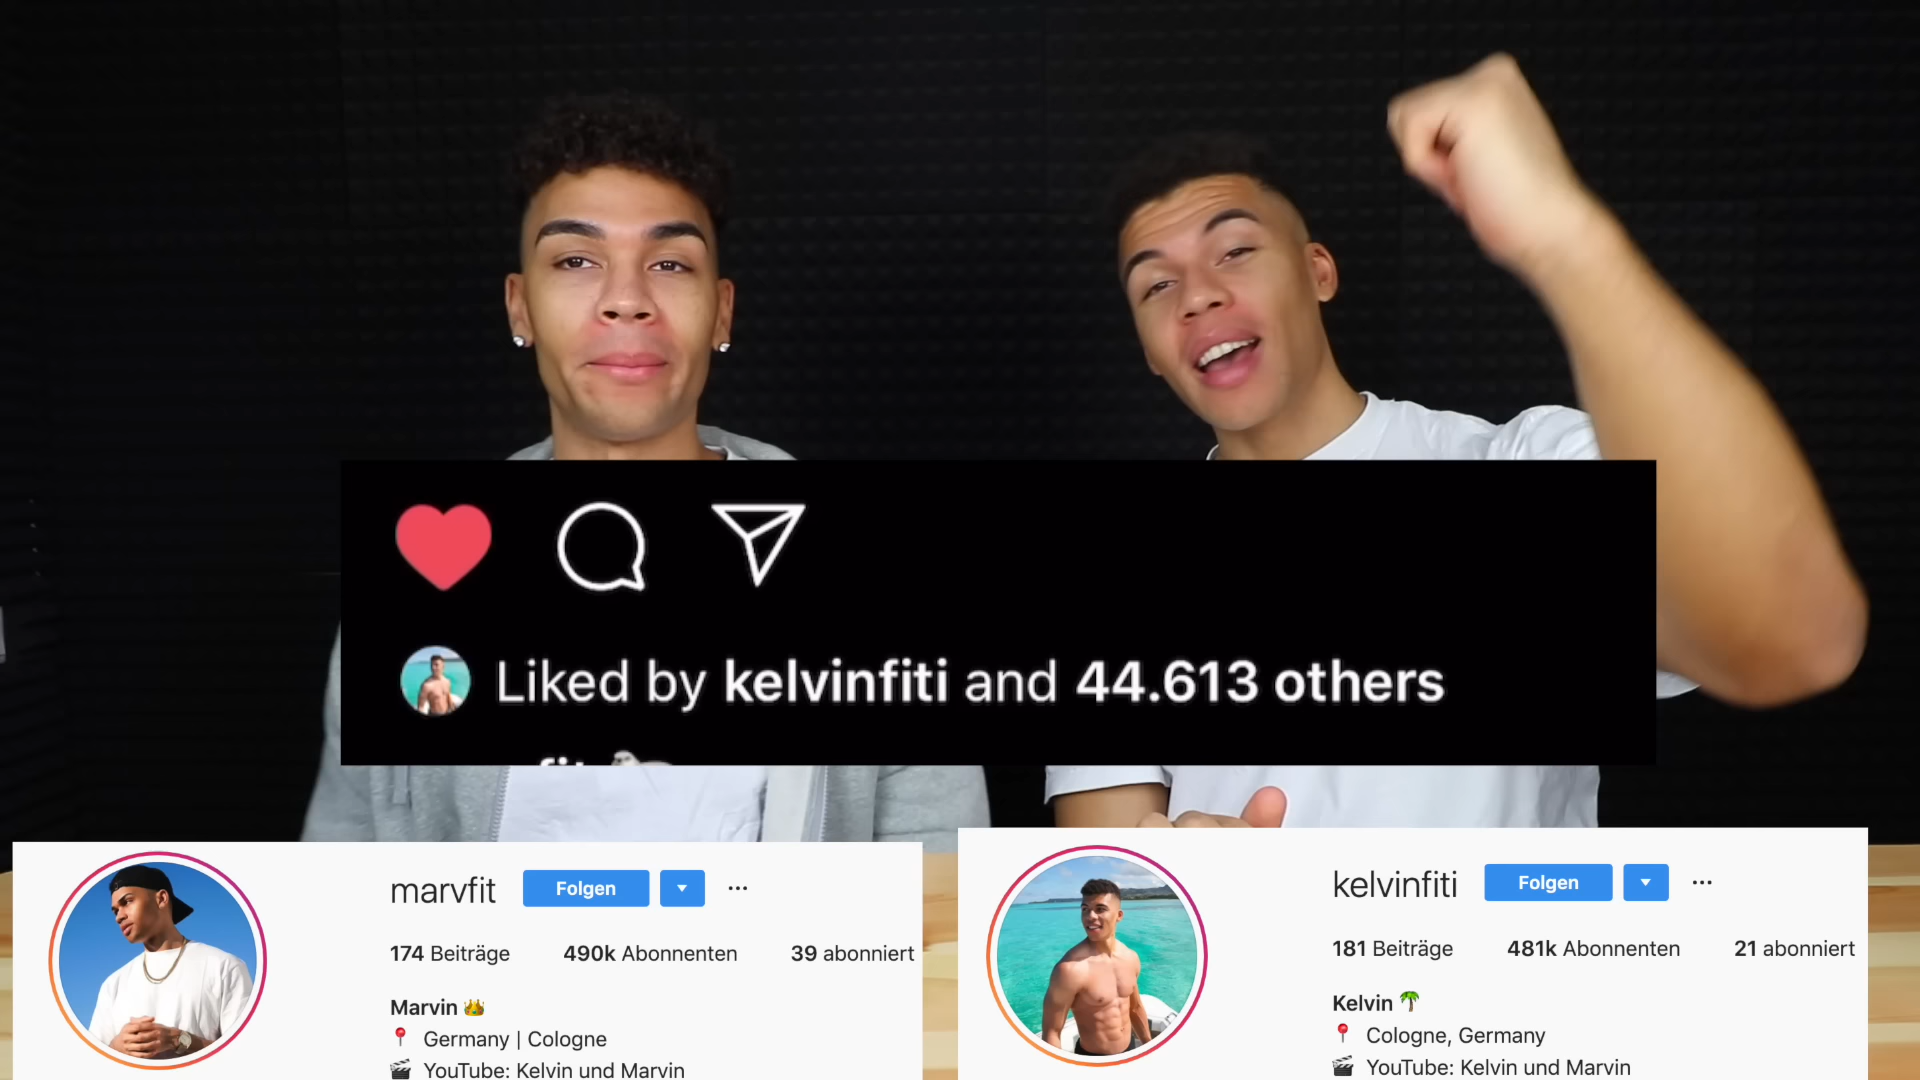 Liked by kelvinfiti and 44.613 others
marvfit Folgen
174 Beiträge 490k Abonnenten 39 abonniert
Marvin 👑
📍 Germany | Cologne
🎬 YouTube: Kelvin und Marvin
kelvinfiti Folgen
181 Beiträge 481k Abonnenten 21 abonniert
Kelvin 🌴
📍 Cologne, Germany
🎬 YouTube: Kelvin und Marvin